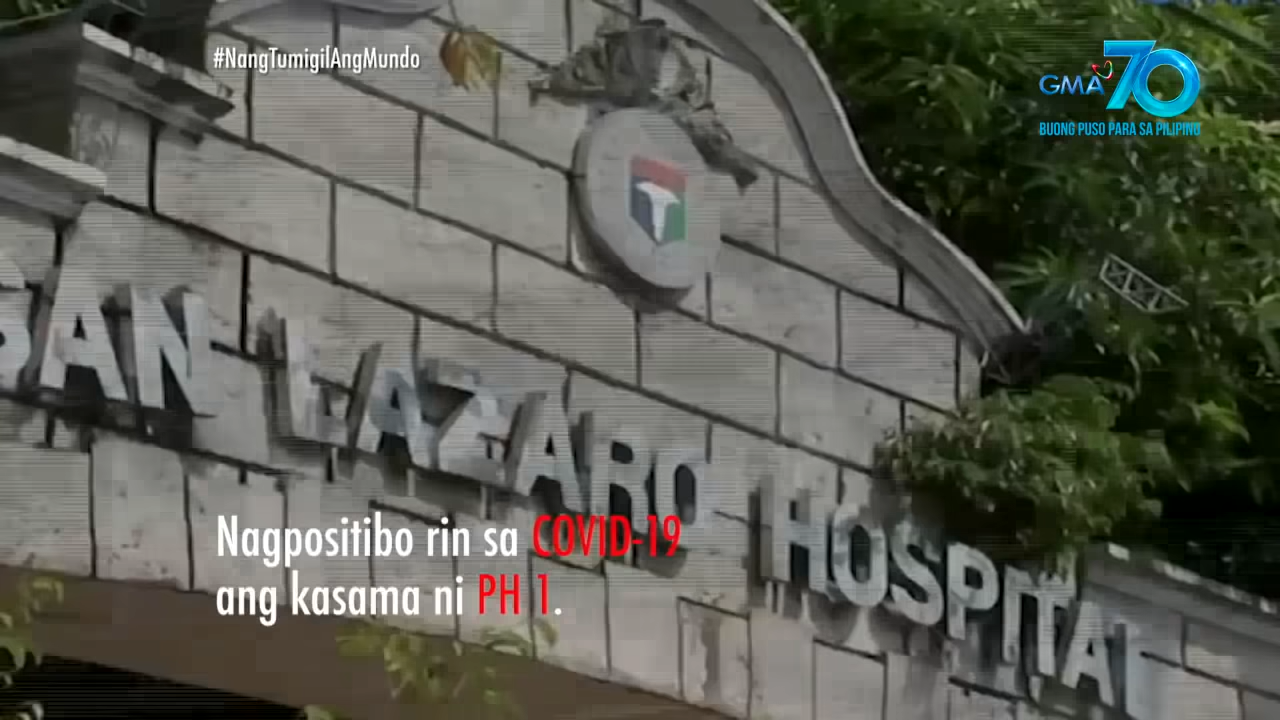 #NangTumigilAngMundo
GMA 70
BUONG PUSO PARA SA PILIPINO
SAN LAZARO HOSPITAL
Nagpositibo rin sa COVID-19
ang kasama ni PH 1.